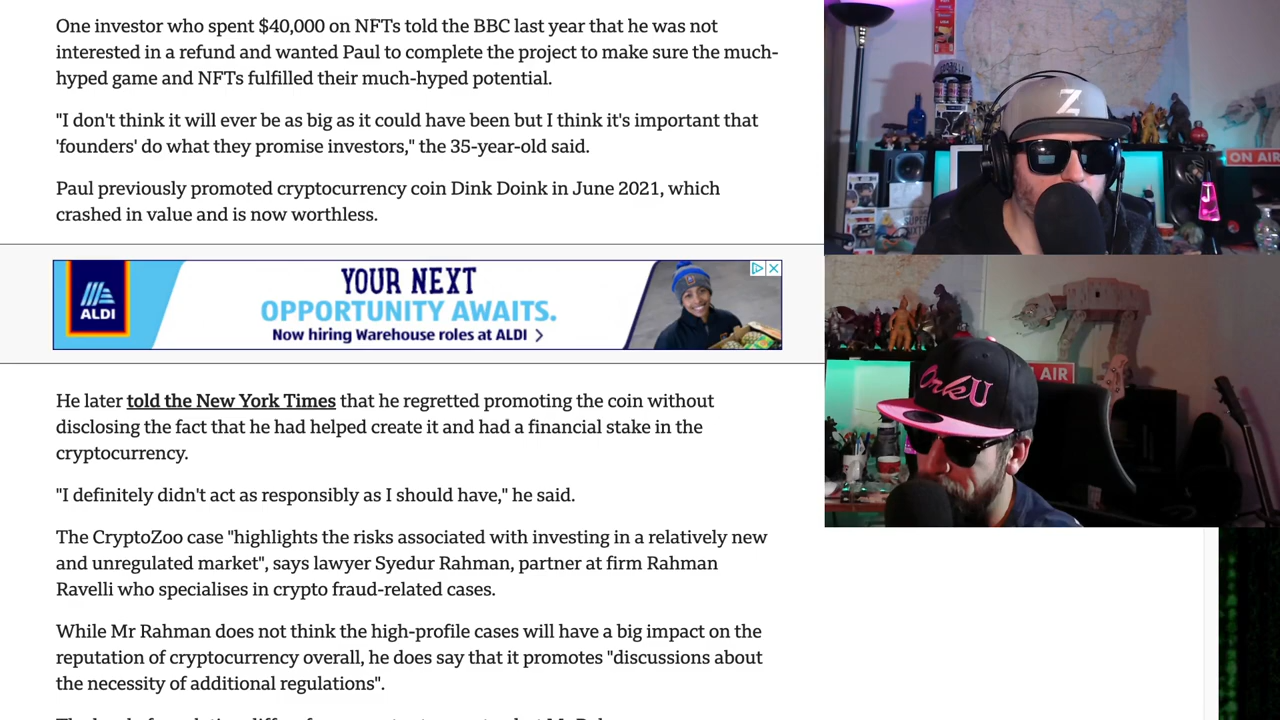 One investor who spent $40,000 on NFTs told the BBC last year that he was not
interested in a refund and wanted Paul to complete the project to make sure the much-
hyped game and NFTs fulfilled their much-hyped potential.
"I don't think it will ever be as big as it could have been but I think it's important that
'founders' do what they promise investors," the 35-year-old said.
Paul previously promoted cryptocurrency coin Dink Doink in June 2021, which
crashed in value and is now worthless.
ALDI
YOUR NEXT
OPPORTUNITY AWAITS.
Now hiring Warehouse roles at ALDI >
He later told the New York Times that he regretted promoting the coin without
disclosing the fact that he had helped create it and had a financial stake in the
cryptocurrency.
"I definitely didn't act as responsibly as I should have," he said.
The CryptoZoo case "highlights the risks associated with investing in a relatively new
and unregulated market", says lawyer Syedur Rahman, partner at firm Rahman
Ravelli who specialises in crypto fraud-related cases.
While Mr Rahman does not think the high-profile cases will have a big impact on the
reputation of cryptocurrency overall, he does say that it promotes "discussions about
the necessity of additional regulations".
Z
ON AIR
OrkU
AIR